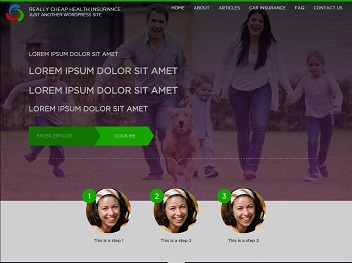 REALLY CHEAP HEALTH INSURANCE
JUST ANOTHER WORDPRESS SITE
HOME ABOUT ARTICLES CAR INSURANCE FAQ CONTACT US
LOREM IPSUM DOLOR SIT AMET
LOREM IPSUM DOLOR SIT AMET
LOREM IPSUM DOLOR SIT AMET
LOREM IPSUM DOLOR SIT AMET
ENTER ZIPCODE CLICK ME
1 2 3
This is a step 1 This is a step 2 This is a step 3